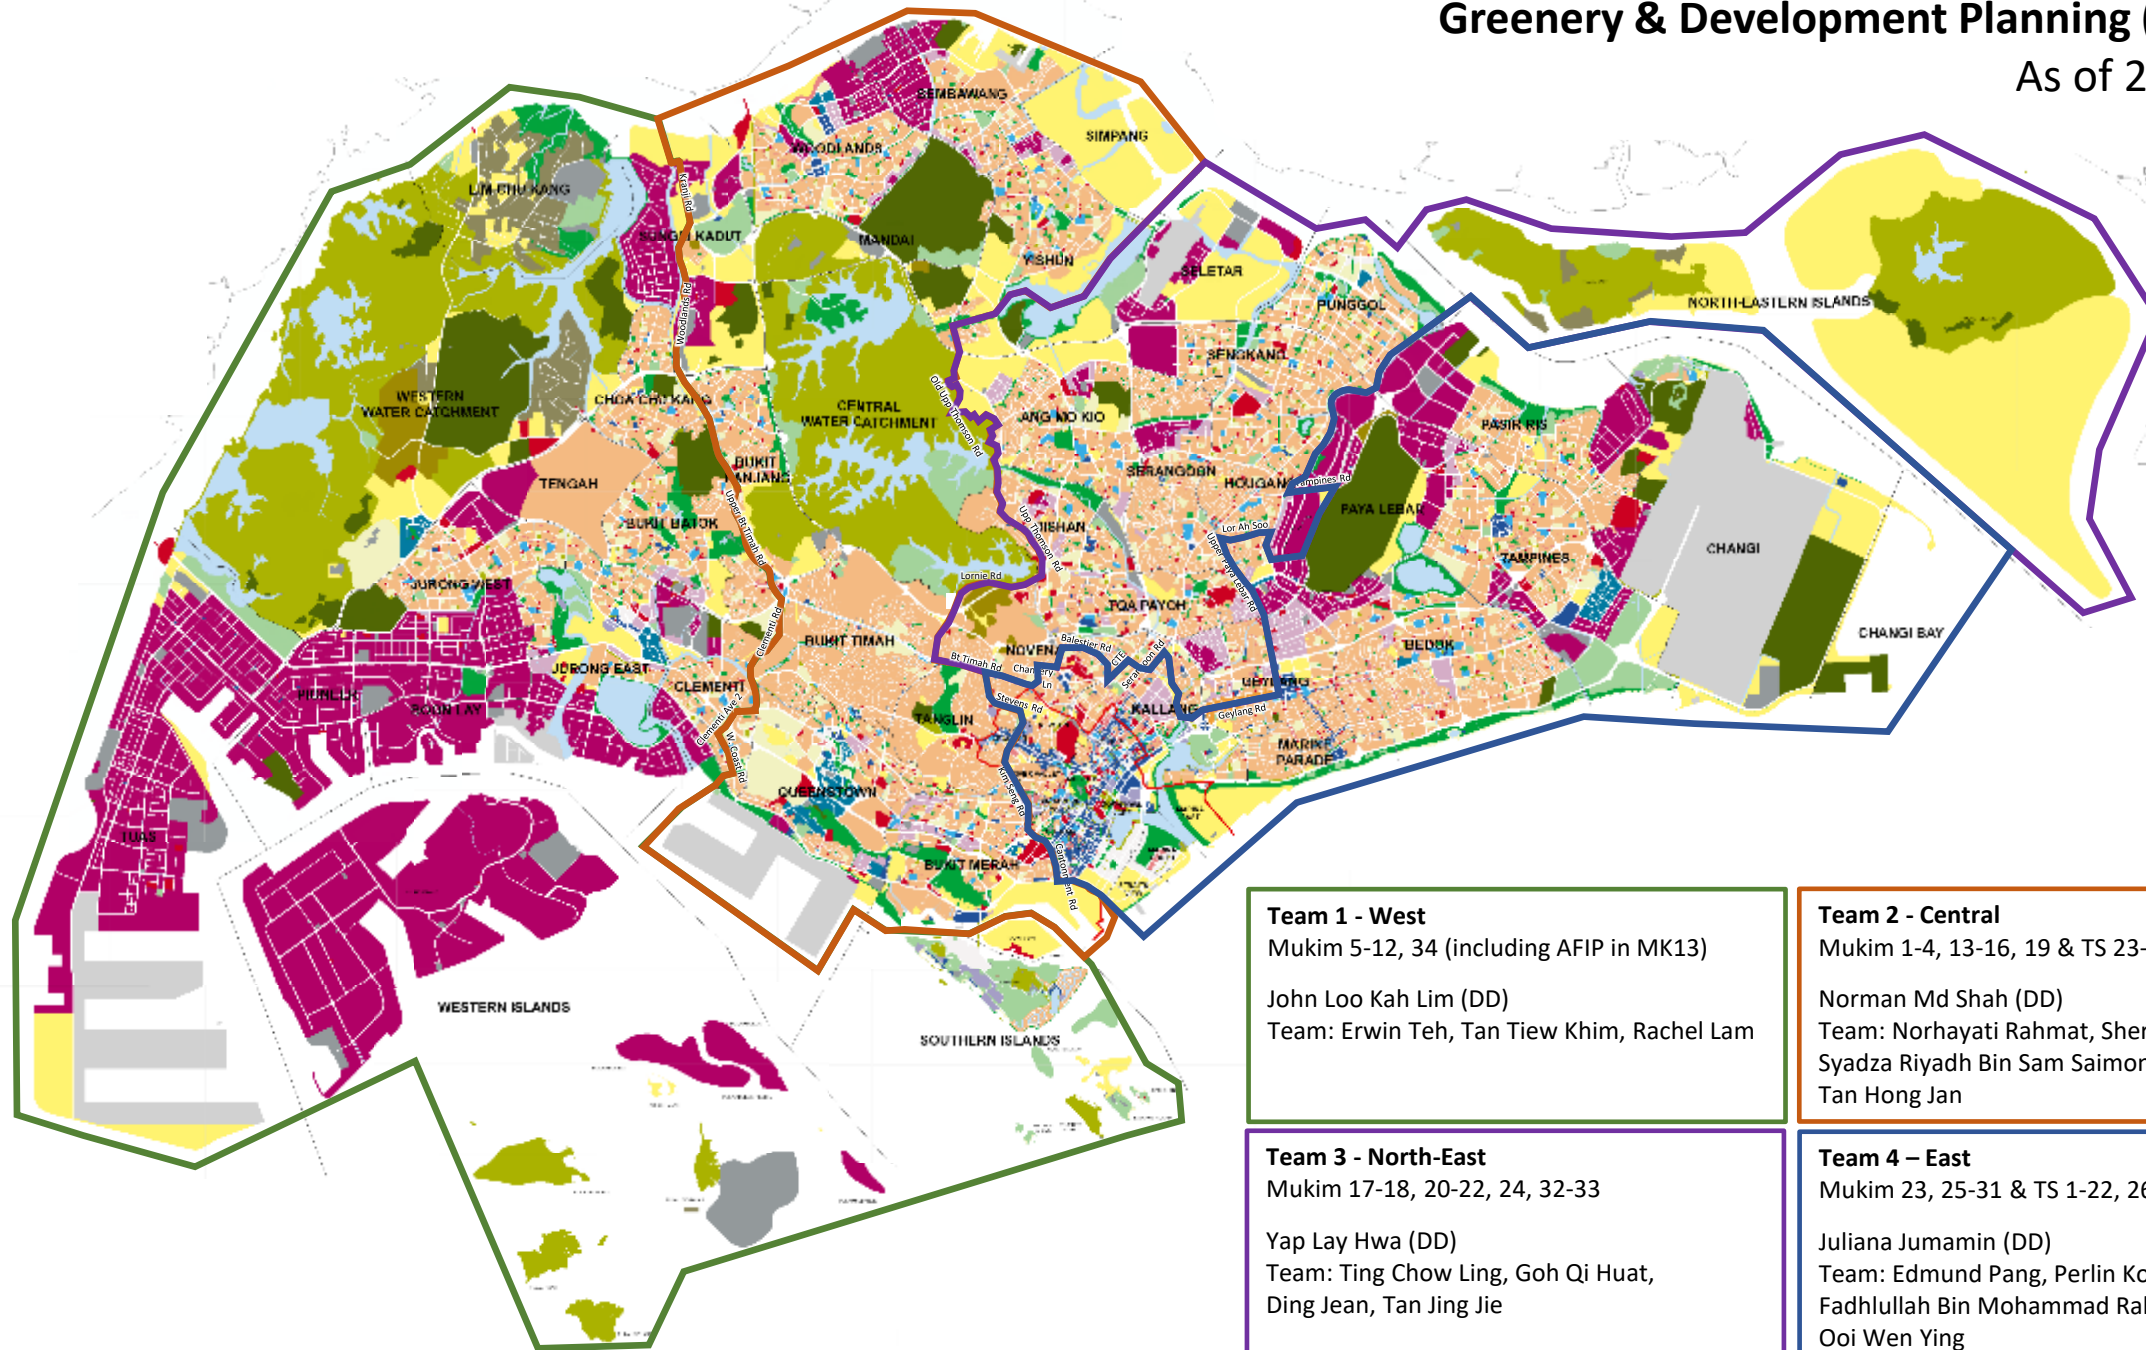 Greenery & Development Planning (
As of 2
SEMBAWANG
SIMPANG
WOODLANDS
LIM CHU KANG
Kranji Rd
SUNGEI KADUT
MANDAI
YISHUN
SELETAR
PUNGGOL
NORTH-EASTERN ISLANDS
Woodlands Rd
SENGKANG
WESTERN
WATER CATCHMENT
CHOA CHU KANG
CENTRAL
WATER CATCHMENT
Old Upp Thomson Rd
ANG MO KIO
PASIR RIS
BUKIT
PANJANG
SERANGOON
HOUGANG
Tampines Rd
TENGAH
PAYA LEBAR
BUKIT BATOK
Upper Bt Timah Rd
Upp Thomson Rd
BISHAN
Lor Ah Soo
Upper Paya Lebar Rd
CHANGI
TAMPINES
JURONG WEST
Lornie Rd
TOA PAYOH
Clementi Rd
BUKIT TIMAH
Balestier Rd
BEDOK
CHANGI BAY
NOVENA
CTE
Serangoon Rd
JURONG EAST
Bt Timah Rd
Chancery
Ln
CLEMENTI
GEYLANG
PIONEER
BOON LAY
Stevens Rd
KALLANG
Geylang Rd
TANGLIN
Clementi Ave 2
W. Coast Rd
MARINE
PARADE
Kim Seng Rd
QUEENSTOWN
TUAS
BUKIT MERAH
Cantonment Rd
WESTERN ISLANDS
SOUTHERN ISLANDS
Team 1 - West
Mukim 5-12, 34 (including AFIP in MK13)
John Loo Kah Lim (DD)
Team: Erwin Teh, Tan Tiew Khim, Rachel Lam
Team 2 - Central
Mukim 1-4, 13-16, 19 & TS 23-
Norman Md Shah (DD)
Team: Norhayati Rahmat, Sher
Syadza Riyadh Bin Sam Saimon
Tan Hong Jan
Team 3 - North-East
Mukim 17-18, 20-22, 24, 32-33
Yap Lay Hwa (DD)
Team: Ting Chow Ling, Goh Qi Huat,
Ding Jean, Tan Jing Jie
Team 4 – East
Mukim 23, 25-31 & TS 1-22, 26
Juliana Jumamin (DD)
Team: Edmund Pang, Perlin Ko
Fadhlullah Bin Mohammad Ral
Ooi Wen Ying